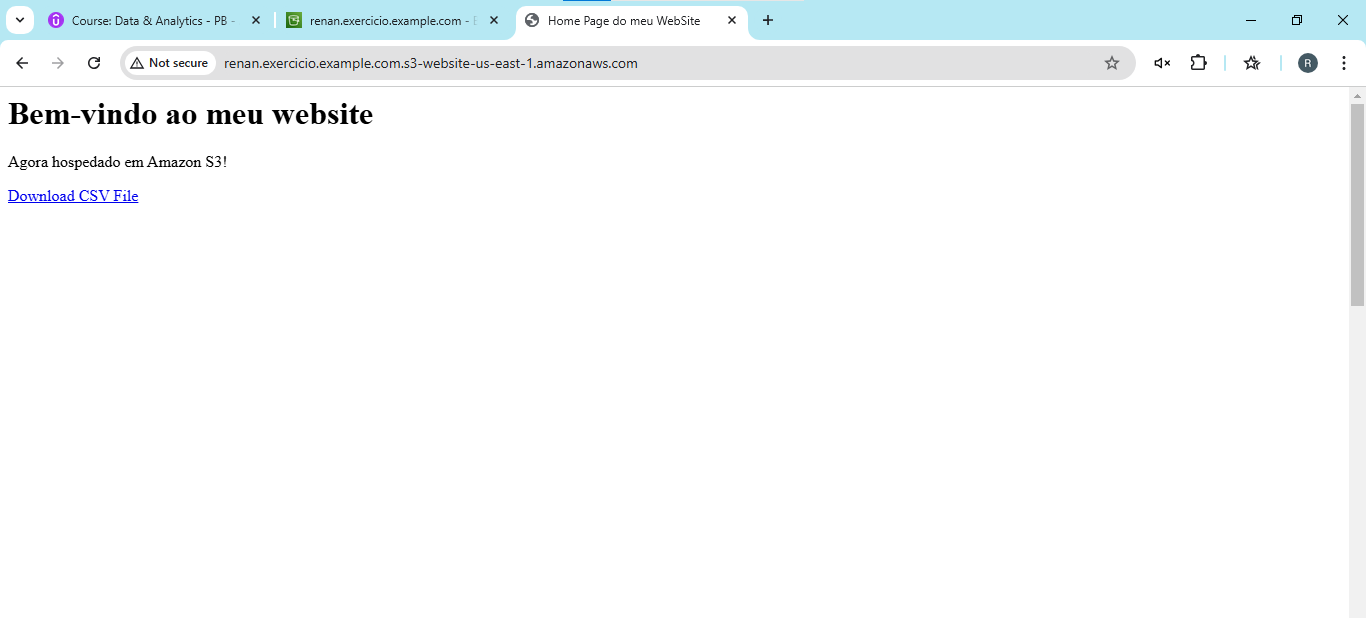 Course: Data & Analytics - PB -
renan.exercicio.example.com -
Home Page do meu WebSite
Not secure
renan.exercicio.example.com.s3-website-us-east-1.amazonaws.com
R
Bem-vindo ao meu website
Agora hospedado em Amazon S3!
Download CSV File